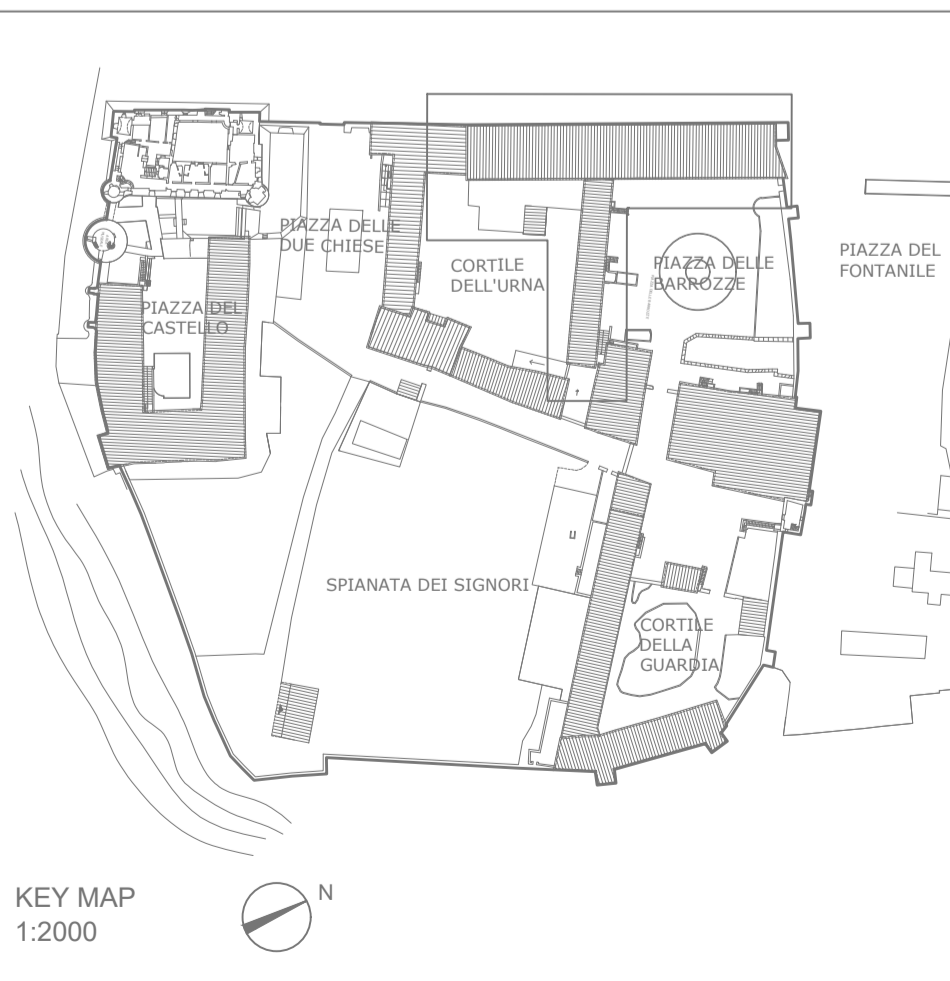 PIAZZA DELLE
DUE CHIESE
CORTILE
DELL'URNA
PIAZZA DELLE
BARROZZE
PIAZZA DEL
FONTANILE
PIAZZA DEL
CASTELLO
SPIANATA DEI SIGNORI
CORTILE
DELLA
GUARDIA
KEY MAP
1:2000
N